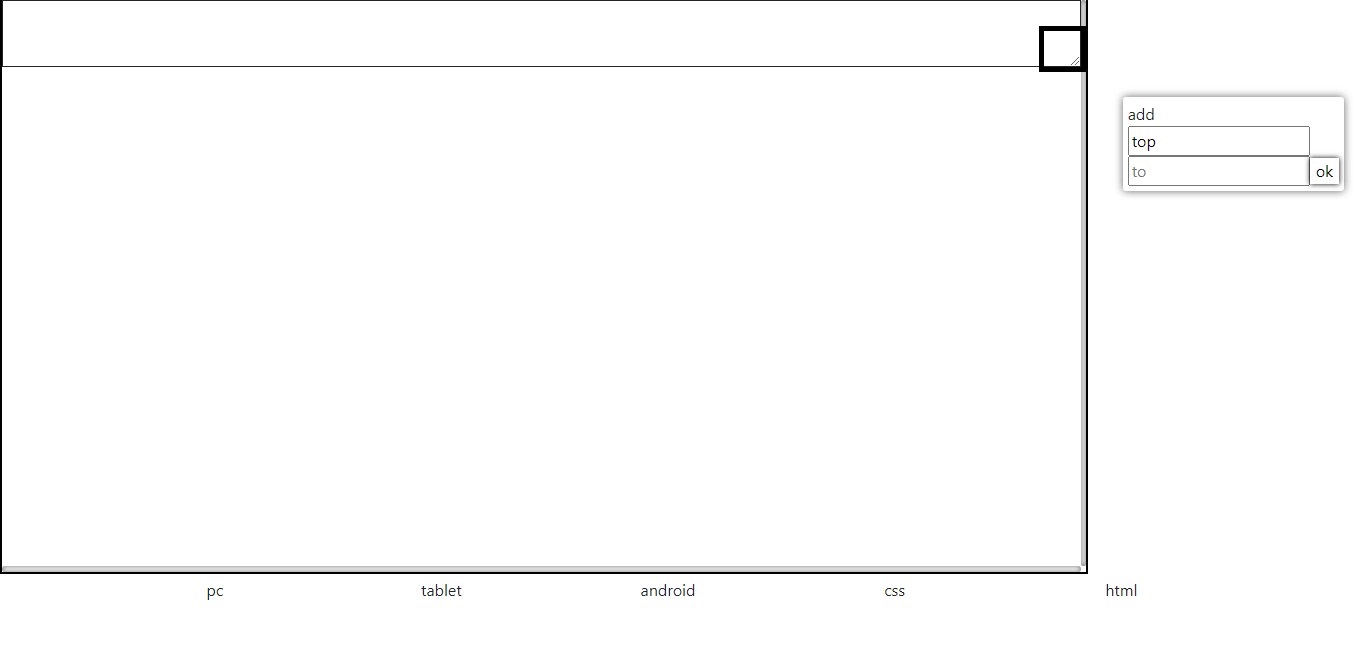 add
top
to
ok
pc tablet android css html